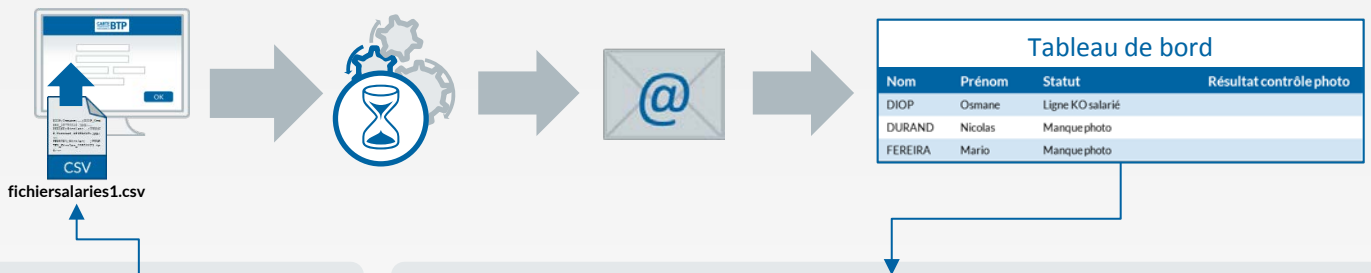 CARTE BTP
OK
CSV
fichiersalaries1.csv
@
Tableau de bord
Nom Prénom Statut Résultat contrôle photo
DIOP Osmane Ligne KO salarié
DURAND Nicolas Manque photo
FEREIRA Mario Manque photo